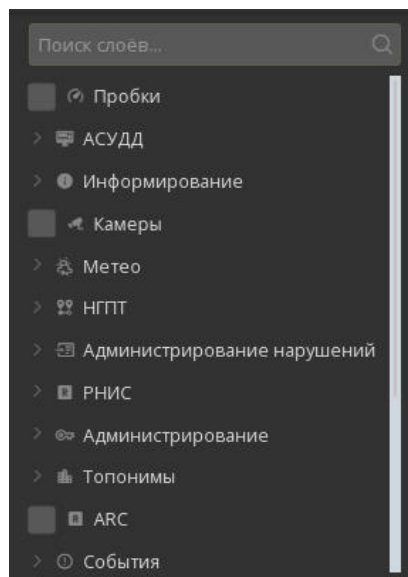 Поиск слоёв...
Пробки
АСУДД
Информирование
Камеры
Метео
НГПТ
Администрирование нарушений
РНИС
Администрирование
Топонимы
ARC
События